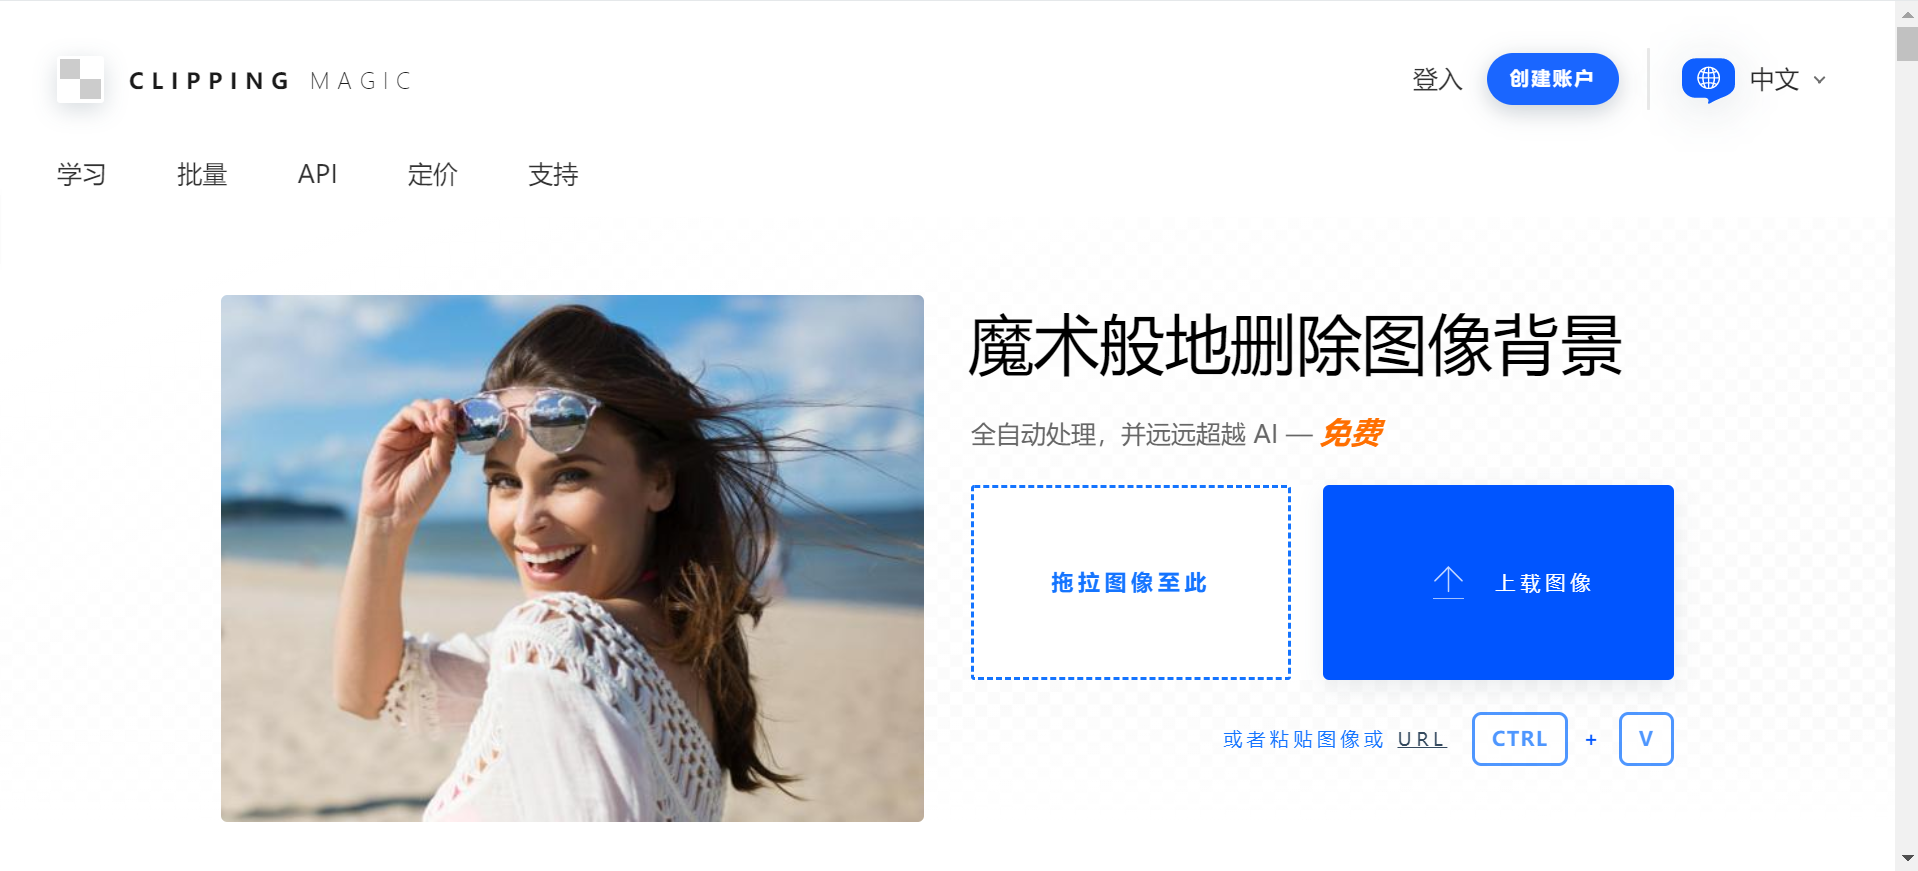 CLIPPING MAGIC
登入
创建账户
中文
学习 批量 API 定价 支持
魔术般地删除图像背景
全自动处理，并远远超越 AI — 免费
拖拉图像至此
上载图像
或者粘贴图像或 URL CTRL + V